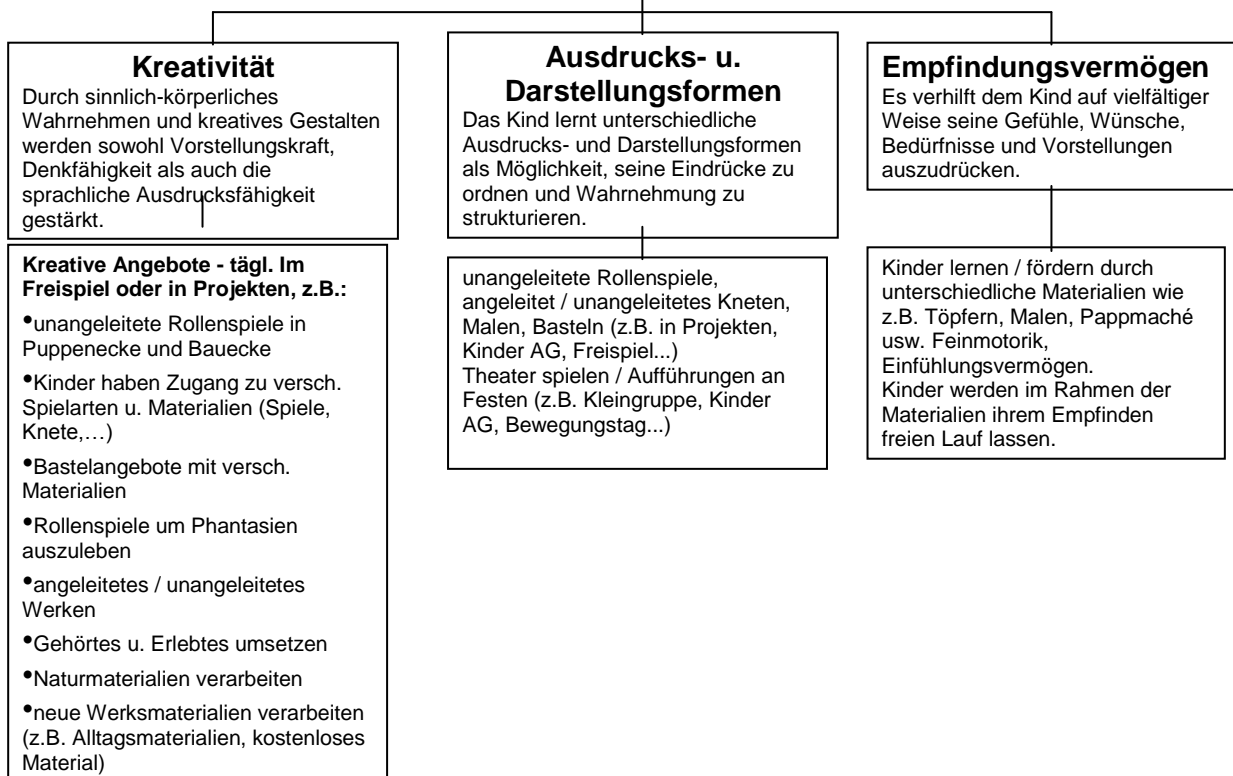 Kreativität
Durch sinnlich-körperliches
Wahrnehmen und kreatives Gestalten
werden sowohl Vorstellungskraft,
Denkfähigkeit als auch die
sprachliche Ausdrucksfähigkeit
gestärkt.
Kreative Angebote - tägl. Im
Freispiel oder in Projekten, z.B.:
•unangeleitete Rollenspiele in
Puppenecke und Bauecke
•Kinder haben Zugang zu versch.
Spielarten u. Materialien (Spiele,
Knete,…)
•Bastelangebote mit versch.
Materialien
•Rollenspiele um Phantasien
auszuleben
•angeleitetes / unangeleitetes
Werken
•Gehörtes u. Erlebtes umsetzen
•Naturmaterialien verarbeiten
•neue Werksmaterialien verarbeiten
(z.B. Alltagsmaterialien, kostenloses
Material)
Ausdrucks- u.
Darstellungsformen
Das Kind lernt unterschiedliche
Ausdrucks- und Darstellungsformen
als Möglichkeit, seine Eindrücke zu
ordnen und Wahrnehmung zu
strukturieren.
unangeleitete Rollenspiele,
angeleitet / unangeleitetes Kneten,
Malen, Basteln (z.B. in Projekten,
Kinder AG, Freispiel...)
Theater spielen / Aufführungen an
Festen (z.B. Kleingruppe, Kinder
AG, Bewegungstag...)
Empfindungsvermögen
Es verhilft dem Kind auf vielfältiger
Weise seine Gefühle, Wünsche,
Bedürfnisse und Vorstellungen
auszudrücken.
Kinder lernen / fördern durch
unterschiedliche Materialien wie
z.B. Töpfern, Malen, Pappmaché
usw. Feinmotorik,
Einfühlungsvermögen.
Kinder werden im Rahmen der
Materialien ihrem Empfinden
freien Lauf lassen.